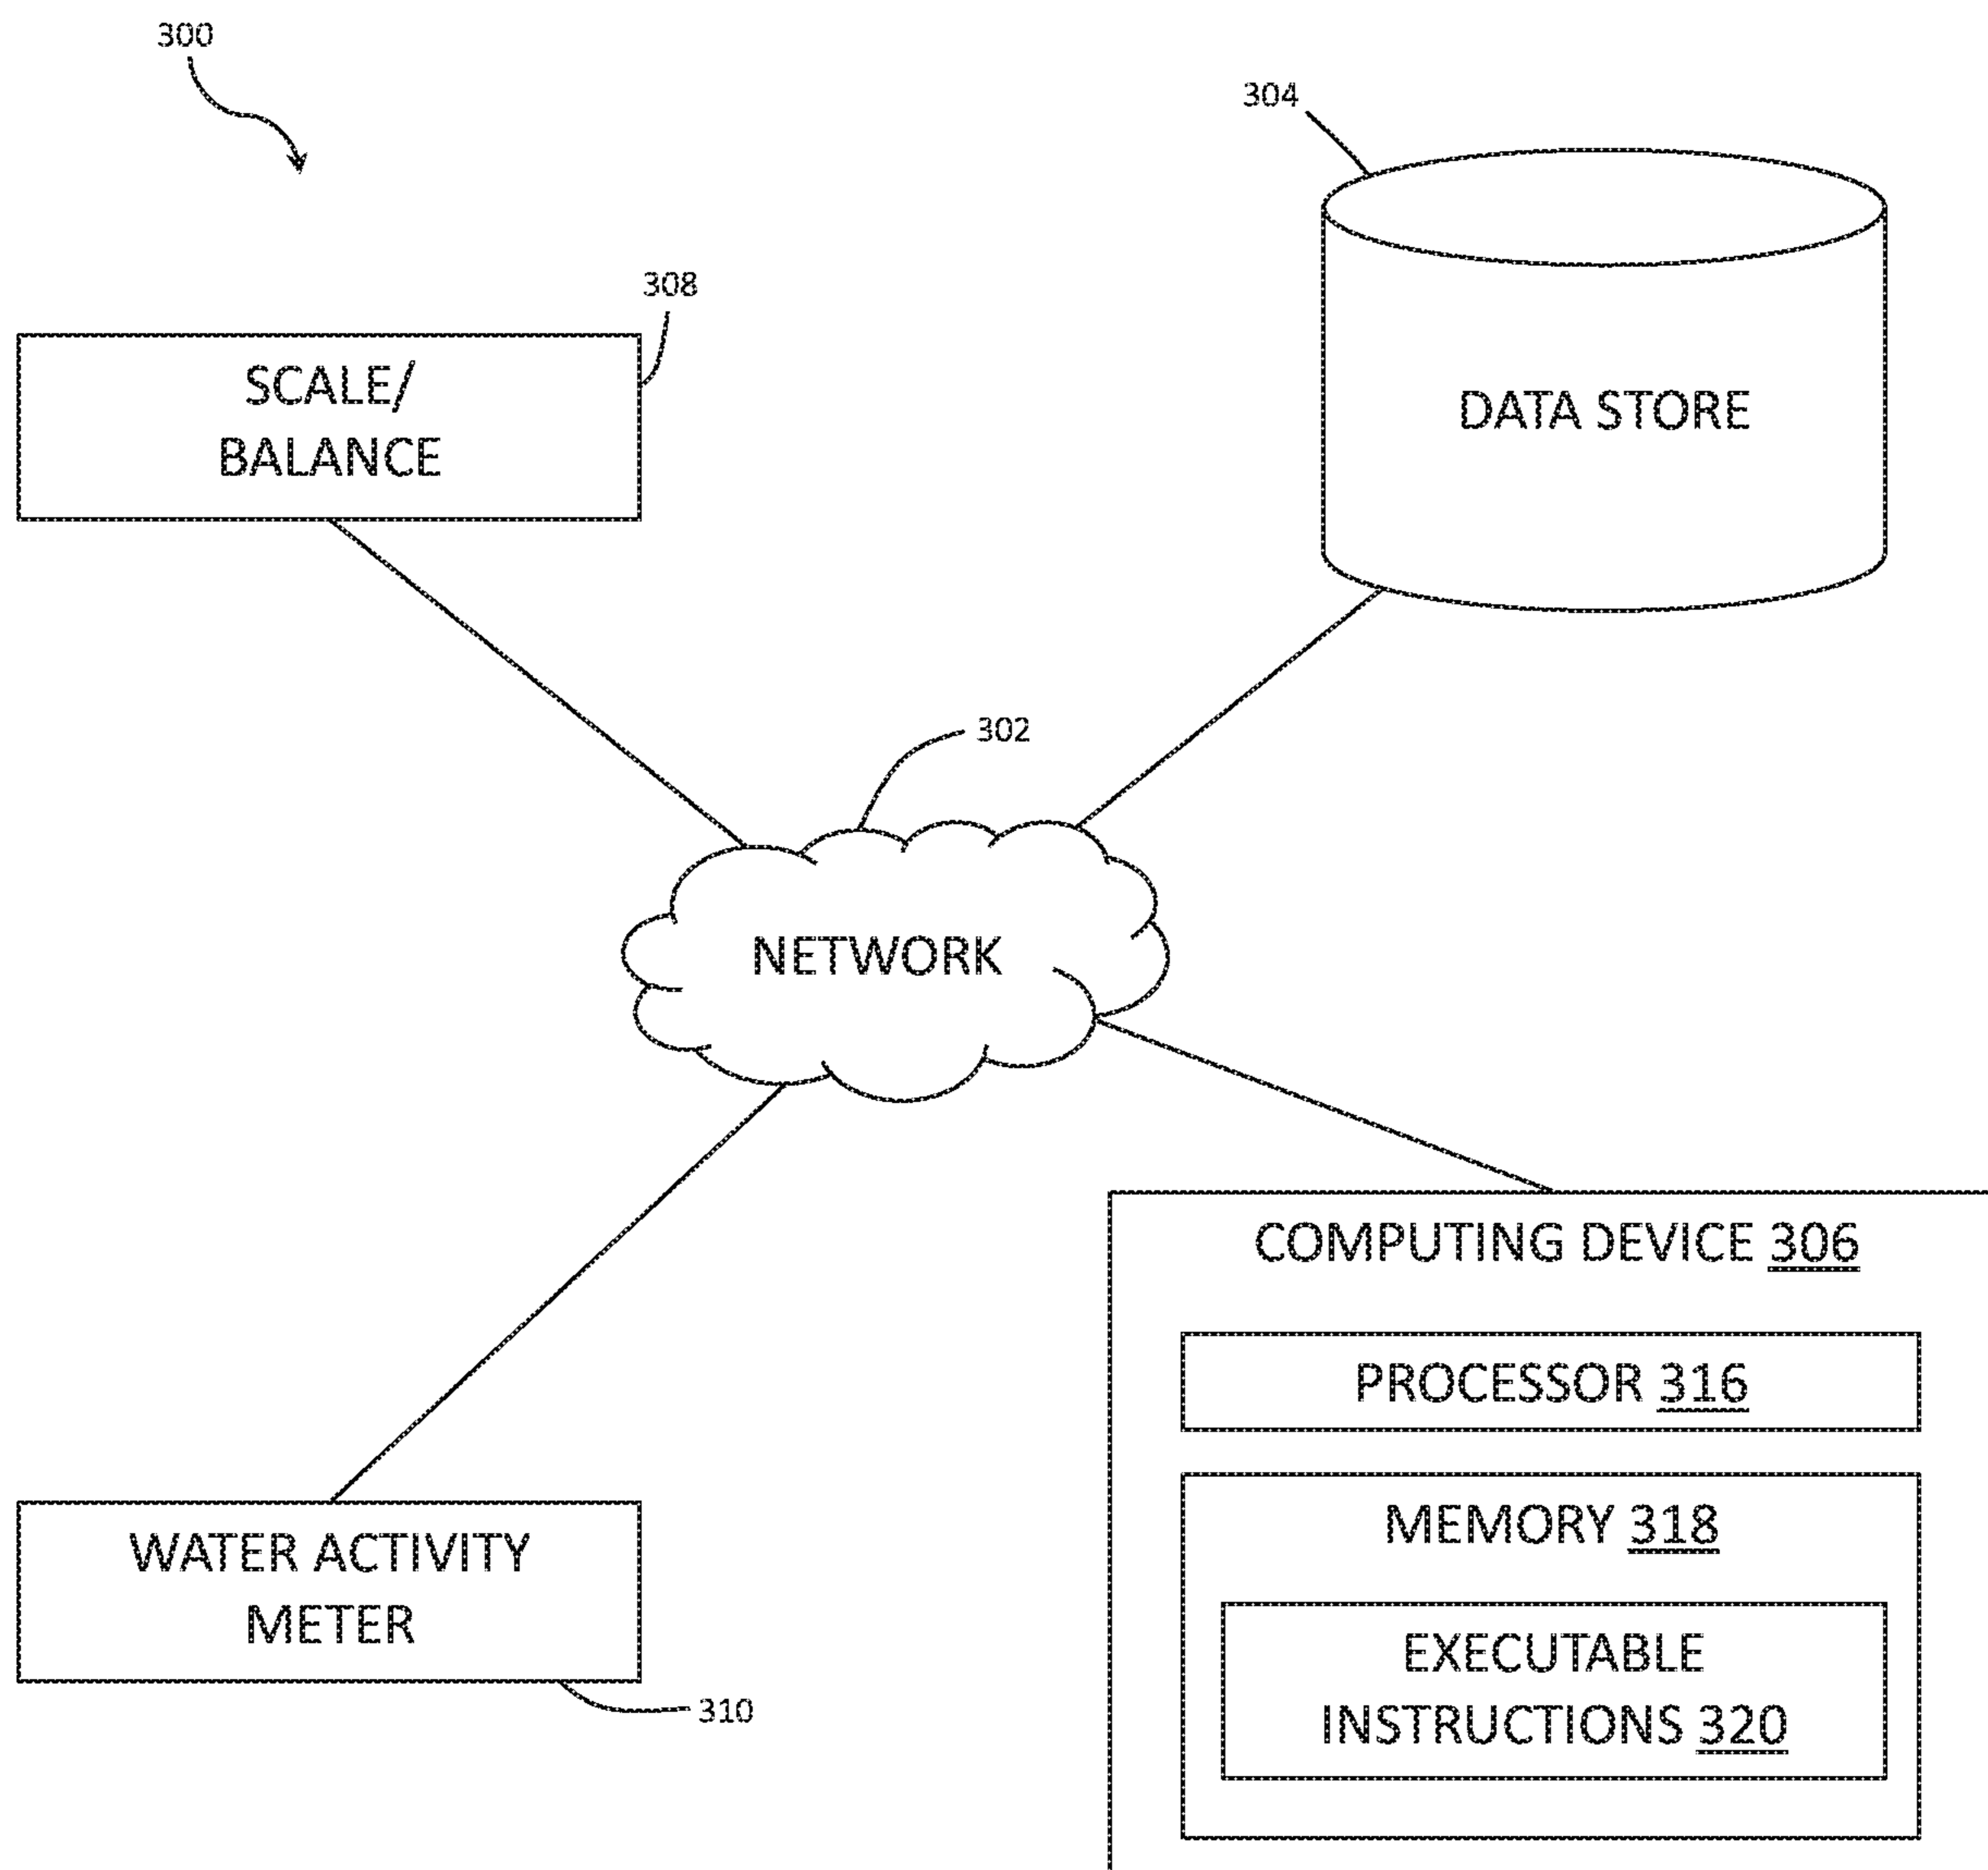 300
304
308
SCALE/
BALANCE
DATA STORE
302
NETWORK
COMPUTING DEVICE 306
PROCESSOR 316
MEMORY 318
EXECUTABLE
INSTRUCTIONS 320
WATER ACTIVITY
METER
310